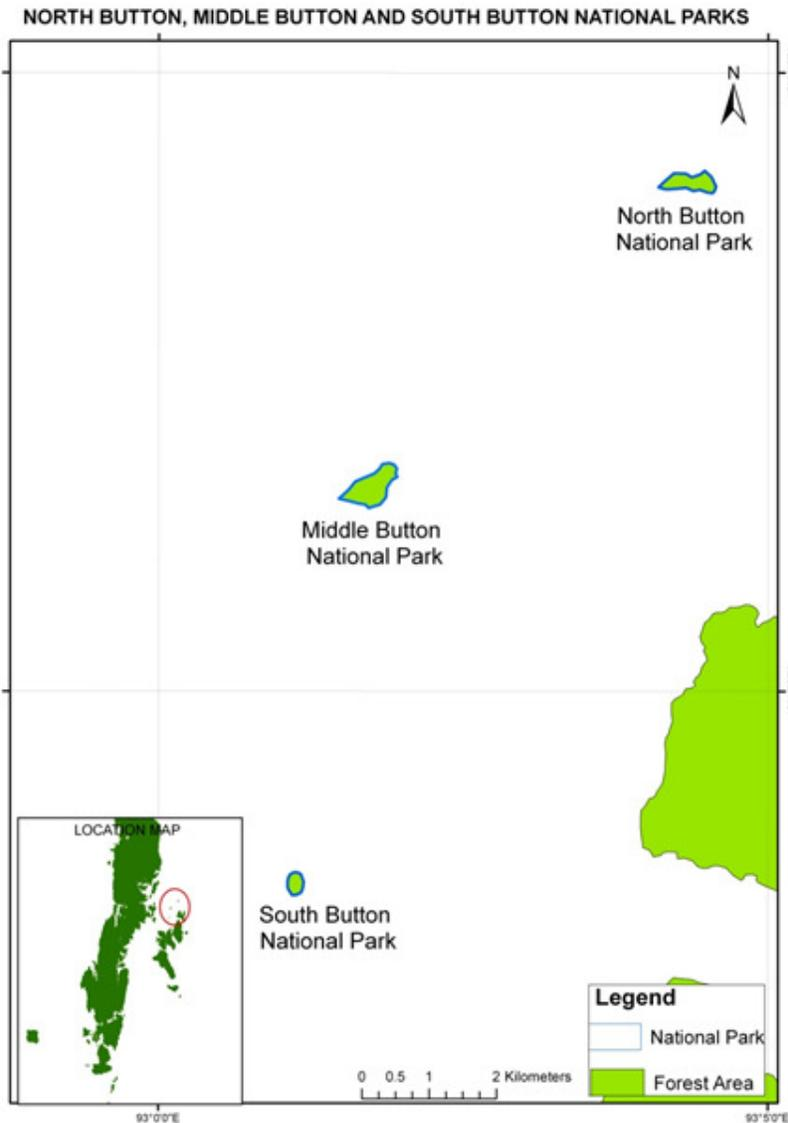 NORTH BUTTON, MIDDLE BUTTON AND SOUTH BUTTON NATIONAL PARKS
N
North Button
National Park
Middle Button
National Park
LOCATION MAP
South Button
National Park
Legend
National Park
Forest Area
0 0.5 1 2 Kilometers
93°0'0"E
93°5'0"E